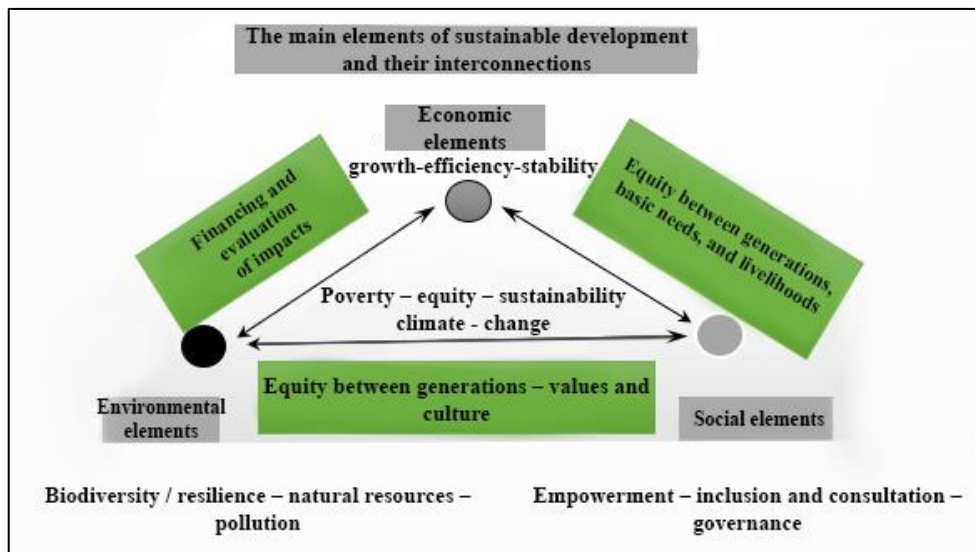 The main elements of sustainable development
and their interconnections
Economic
elements
growth-efficiency-stability
Financing and
evaluation
of impacts
Equity between generations,
basic needs, and livelihoods
Poverty – equity – sustainability
climate - change
Equity between generations – values and
culture
Environmental
elements
Social elements
Biodiversity / resilience – natural resources –
pollution
Empowerment – inclusion and consultation –
governance